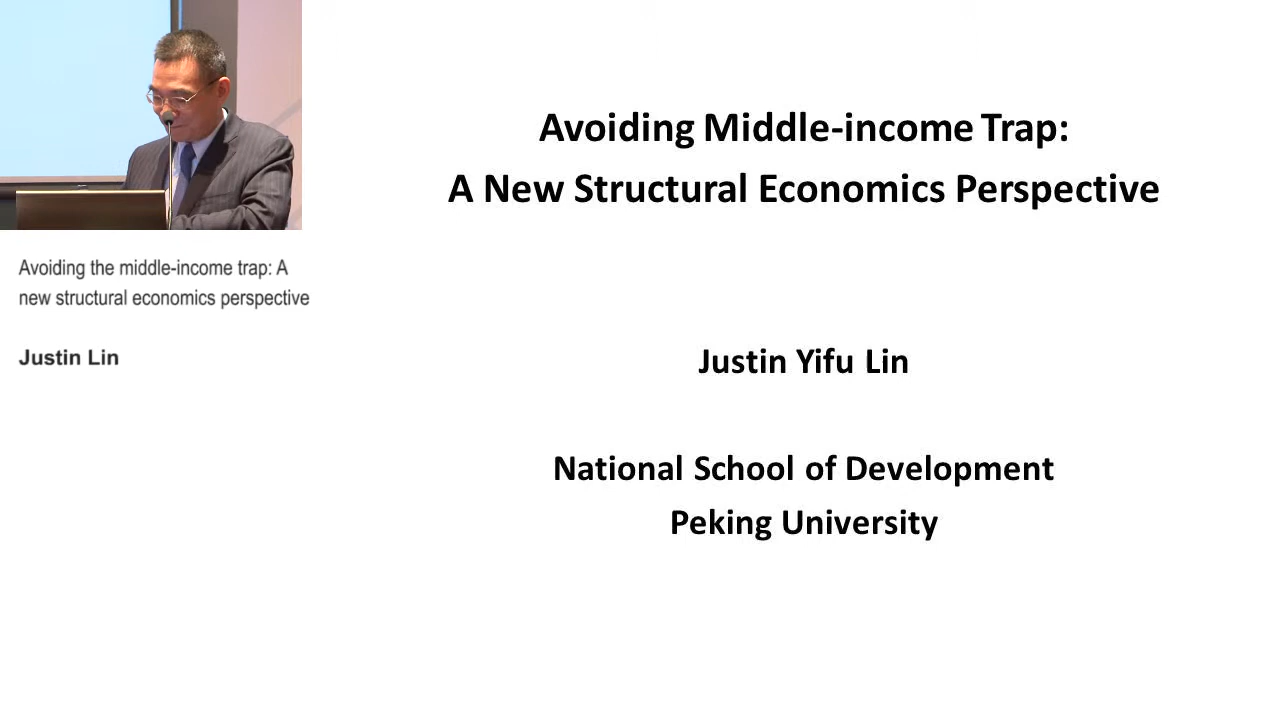 Avoiding Middle-income Trap:
A New Structural Economics Perspective
Avoiding the middle-income trap: A
new structural economics perspective
Justin Lin
Justin Yifu Lin
National School of Development
Peking University